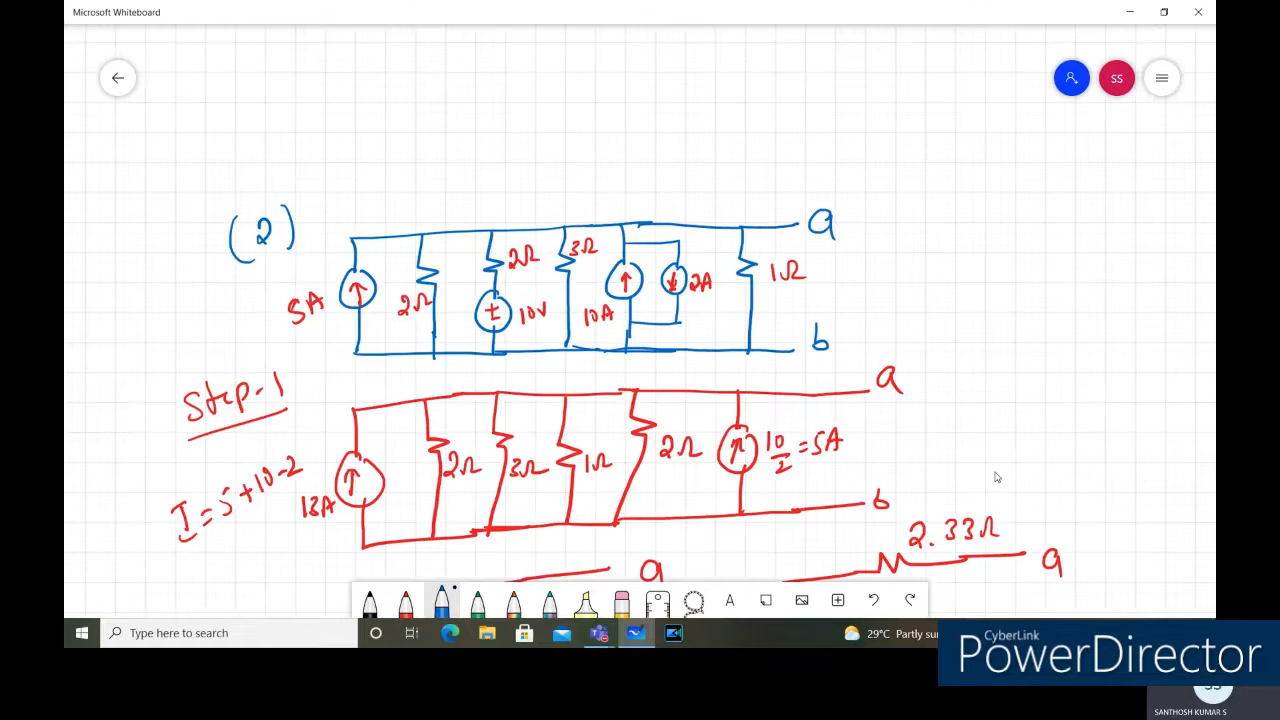 Microsoft Whiteboard
SS
(2)
a
5A
2Ω
2Ω
10V
3Ω
10A
2A
1Ω
b
Step-1
I = 5+10-2
13A
2Ω
3Ω
1Ω
2Ω
10/2 = 5A
a
b
2.33Ω
a
a
A
Type here to search
29°C Partly su
CyberLink
PowerDirector
SANTHOSH KUMAR S